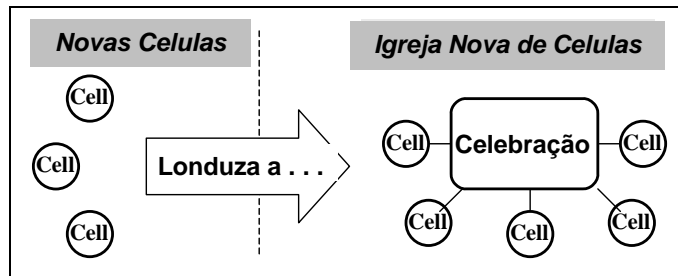 Novas Celulas
Igreja Nova de Celulas
Cell
Cell
Cell
Londuza a . . .
Celebração
Cell
Cell
Cell
Cell
Cell